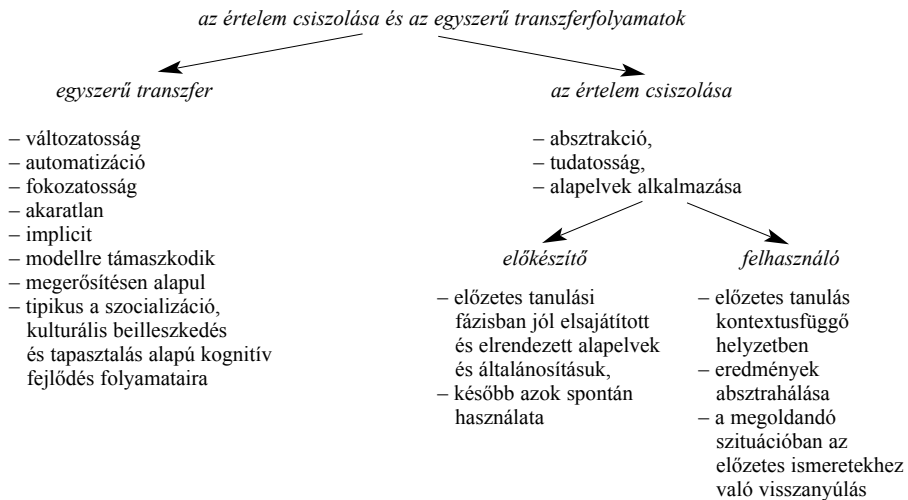 az értelem csiszolása és az egyszerű transzferfolyamatok
egyszerű transzfer
– változatosság
– automatizáció
– fokozatosság
– akaratlan
– implicit
– modellre támaszkodik
– megerősítésen alapul
– tipikus a szocializáció,
kulturális beilleszkedés
és tapasztalás alapú kognitív
fejlődés folyamataira
az értelem csiszolása
– absztrakció,
– tudatosság,
– alapelvek alkalmazása
előkészítő
– előzetes tanulási
fázisban jól elsajátított
és elrendezett alapelvek
és általánosításuk,
– később azok spontán
használata
felhasználó
– előzetes tanulás
kontextusfüggő
helyzetben
– eredmények
absztrahálása
– a megoldandó
szituációban az
előzetes ismeretekhez
való visszanyúlás